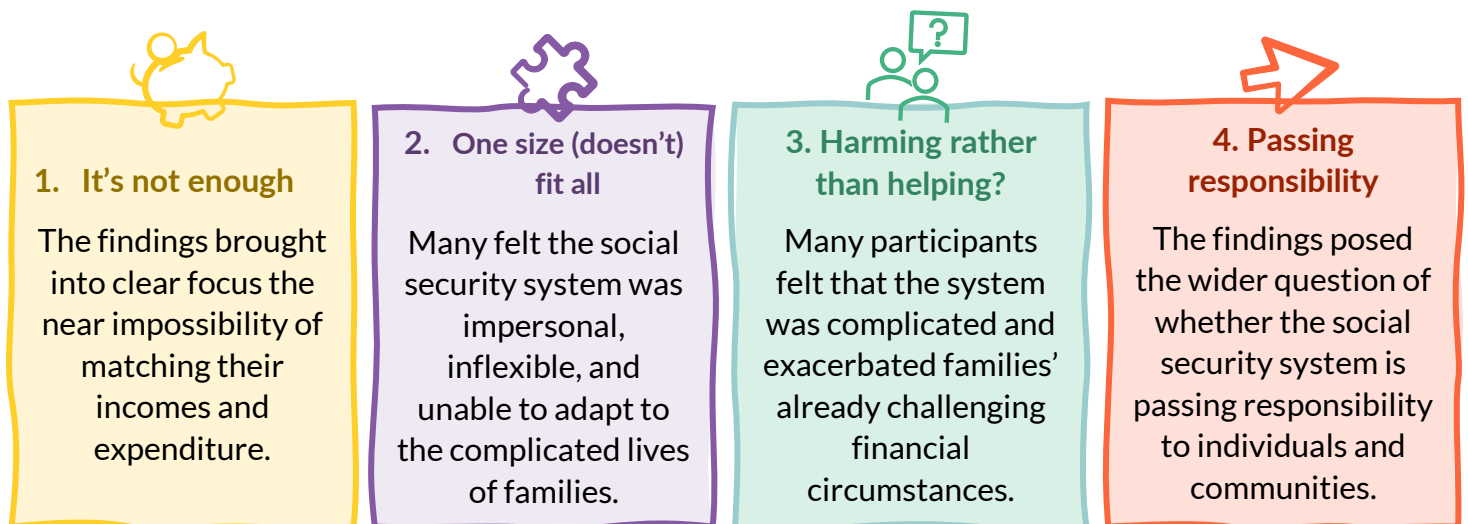 1. It’s not enough
The findings brought
into clear focus the
near impossibility of
matching their
incomes and
expenditure.
2. One size (doesn’t)
fit all
Many felt the social
security system was
impersonal,
inflexible, and
unable to adapt to
the complicated lives
of families.
?
3. Harming rather
than helping?
Many participants
felt that the system
was complicated and
exacerbated families’
already challenging
financial
circumstances.
4. Passing
responsibility
The findings posed
the wider question of
whether the social
security system is
passing responsibility
to individuals and
communities.